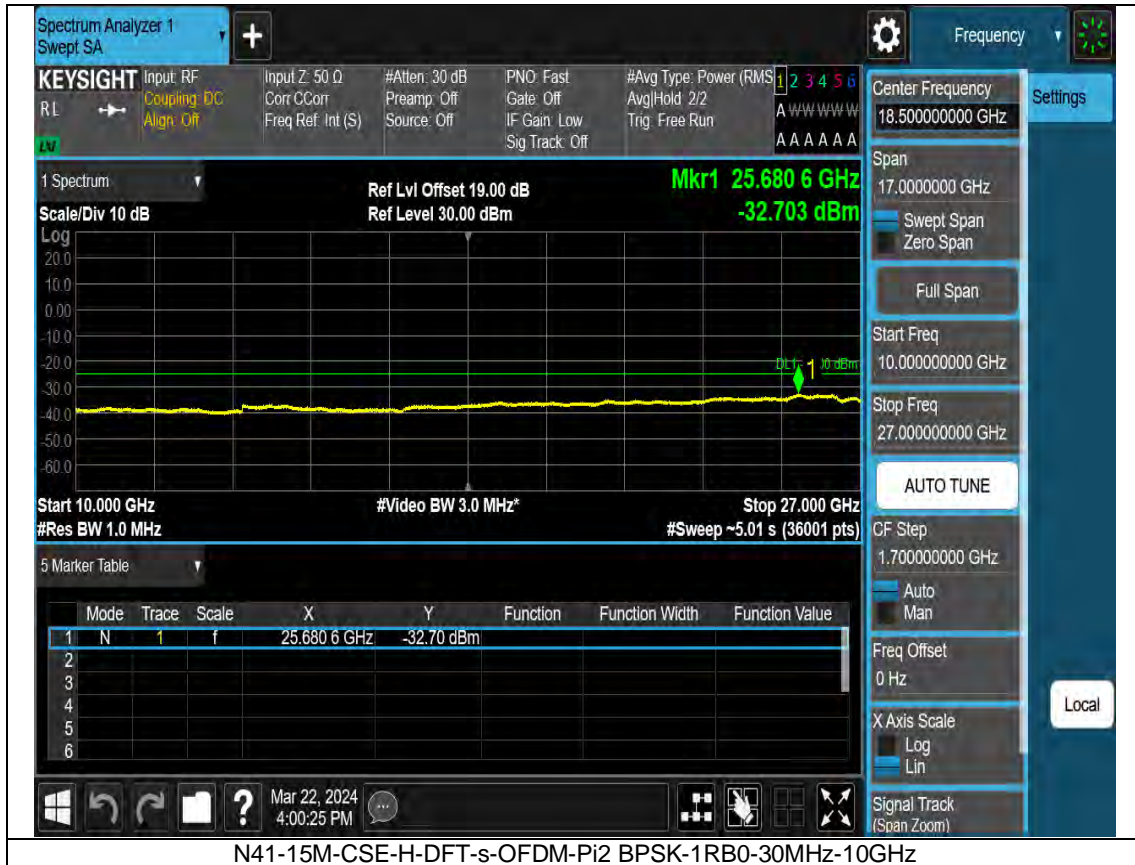 Spectrum Analyzer 1
Swept SA
Frequency
KEYSIGHT
RL
LXI
Input: RF
Coupling: DC
Align: Off
Input Z: 50 Ω
Corr CCorr
Freq Ref: Int (S)
#Atten: 30 dB
Preamp: Off
Source: Off
PNO: Fast
Gate: Off
IF Gain: Low
Sig Track: Off
#Avg Type: Power (RMS
Avg|Hold: 2/2
Trig: Free Run
1 2 3 4 5 6
A W W W W W
A A A A A A
Center Frequency
18.500000000 GHz
Settings
Span
17.0000000 GHz
Swept Span
Zero Span
Full Span
Start Freq
10.000000000 GHz
Stop Freq
27.000000000 GHz
AUTO TUNE
CF Step
1.700000000 GHz
Auto
Man
Freq Offset
0 Hz
X Axis Scale
Log
Lin
Signal Track
(Span Zoom)
Local
1 Spectrum
Ref Lvl Offset 19.00 dB
Mkr1 25.680 6 GHz
Scale/Div 10 dB
Ref Level 30.00 dBm
-32.703 dBm
Log
20.0
10.0
0.00
-10.0
-20.0
-30.0
-40.0
-50.0
-60.0
DL1 1 )0 dBm
Start 10.000 GHz
#Video BW 3.0 MHz*
Stop 27.000 GHz
#Res BW 1.0 MHz
#Sweep ~5.01 s (36001 pts)
5 Marker Table
Mode Trace Scale X Y Function Function Width Function Value
1 N 1 f 25.680 6 GHz -32.70 dBm
2
3
4
5
6
?
Mar 22, 2024
4:00:25 PM
N41-15M-CSE-H-DFT-s-OFDM-Pi2 BPSK-1RB0-30MHz-10GHz